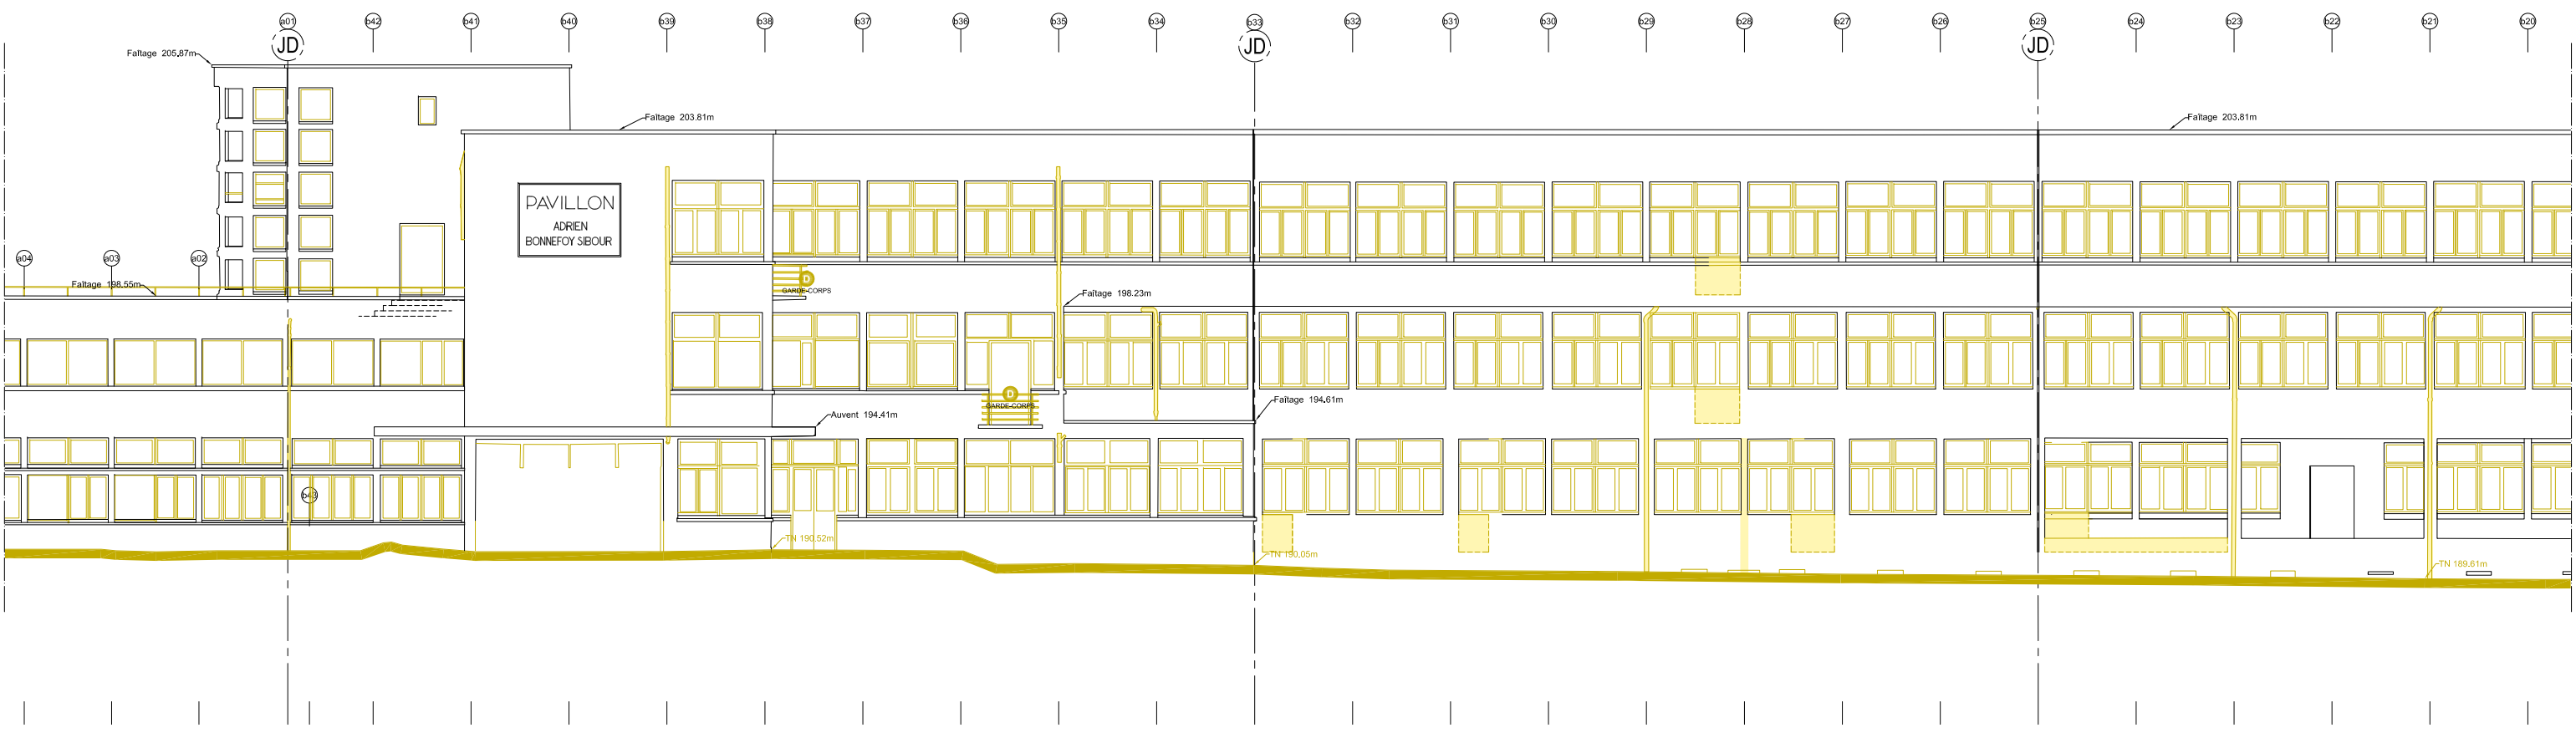 a01 b42 b41 b40 b39 b38 b37 b36 b35 b34 b33 b32 b31 b30 b29 b28 b27 b26 b25 b24 b23 b22 b21 b20
JD JD JD
Faîtage 205.87m
Faîtage 203.81m
Faîtage 203.81m
PAVILLON
ADRIEN
BONNEFOY SIBOUR
a04 a03 a02
Faîtage 198.55m
D
GARDE-CORPS
Faîtage 198.23m
D
GARDE-CORPS
Faîtage 194.61m
Auvent 194.41m
b43
TN 190.52m
TN 190.05m
TN 189.61m